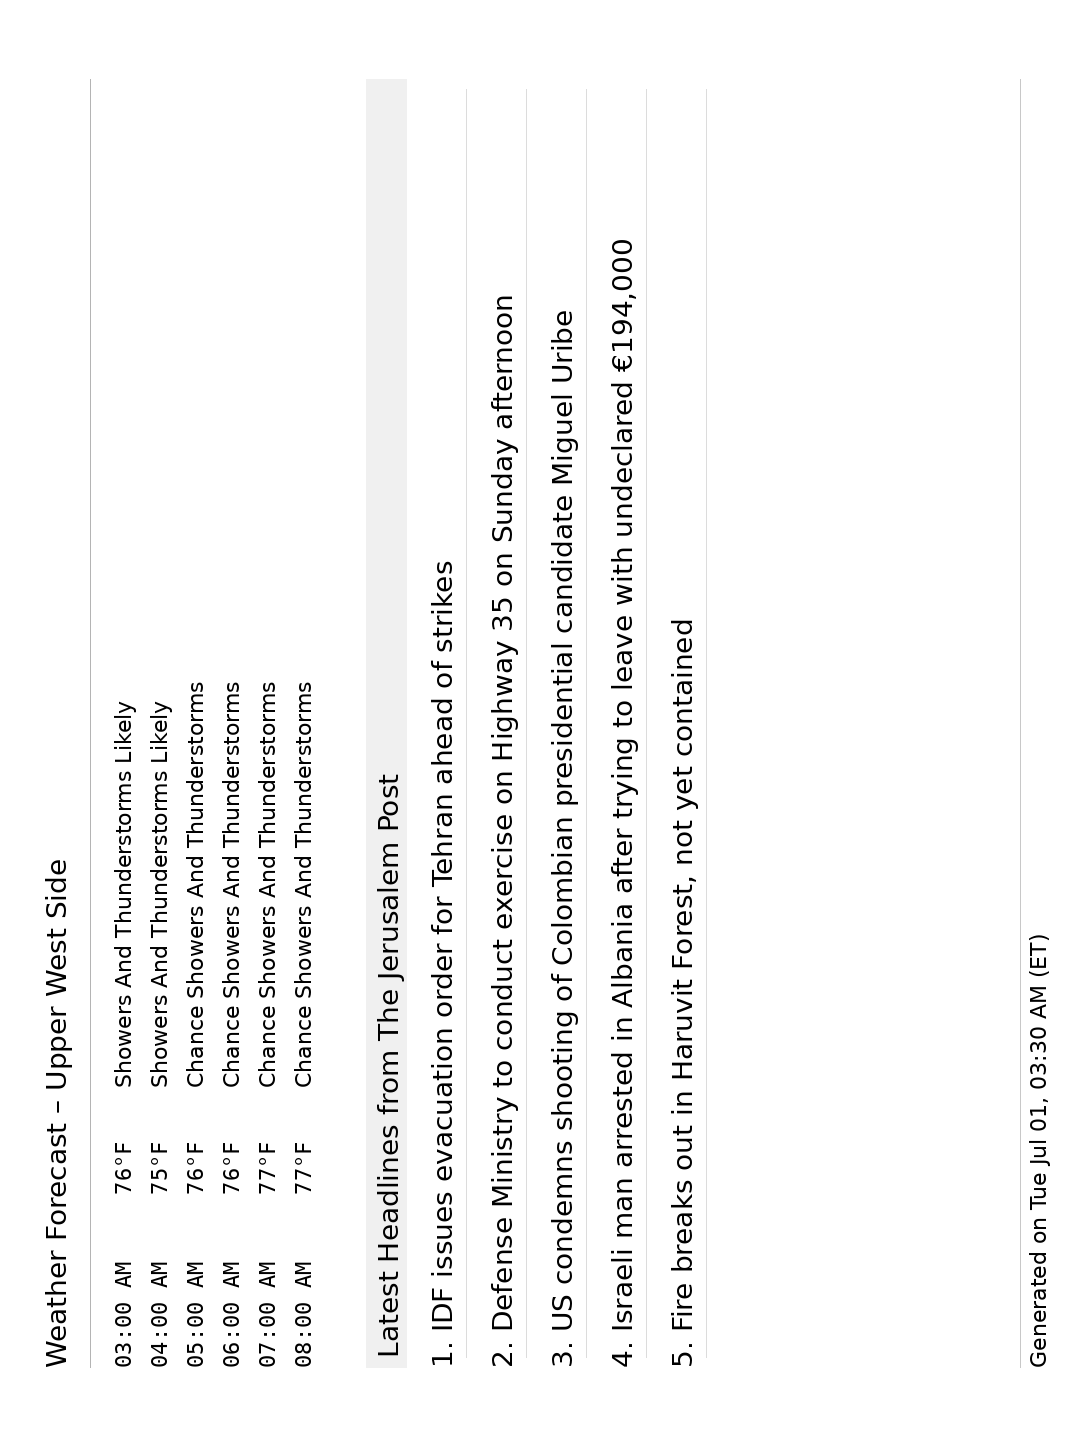 Weather Forecast – Upper West Side
03:00 AM 76°F Showers And Thunderstorms Likely
04:00 AM 75°F Showers And Thunderstorms Likely
05:00 AM 76°F Chance Showers And Thunderstorms
06:00 AM 76°F Chance Showers And Thunderstorms
07:00 AM 77°F Chance Showers And Thunderstorms
08:00 AM 77°F Chance Showers And Thunderstorms
Latest Headlines from The Jerusalem Post
1. IDF issues evacuation order for Tehran ahead of strikes
2. Defense Ministry to conduct exercise on Highway 35 on Sunday afternoon
3. US condemns shooting of Colombian presidential candidate Miguel Uribe
4. Israeli man arrested in Albania after trying to leave with undeclared €194,000
5. Fire breaks out in Haruvit Forest, not yet contained
Generated on Tue Jul 01, 03:30 AM (ET)